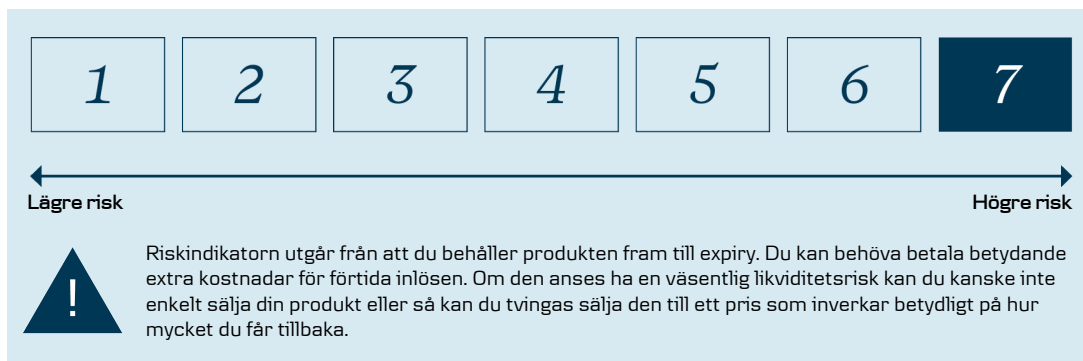 1 2 3 4 5 6 7
Lägre risk Högre risk
! Riskindikatorn utgår från att du behåller produkten fram till expiry. Du kan behöva betala betydande
extra kostnadar för förtida inlösen. Om den anses ha en väsentlig likviditetsrisk kan du kanske inte
enkelt sälja din produkt eller så kan du tvingas sälja den till ett pris som inverkar betydligt på hur
mycket du får tillbaka.